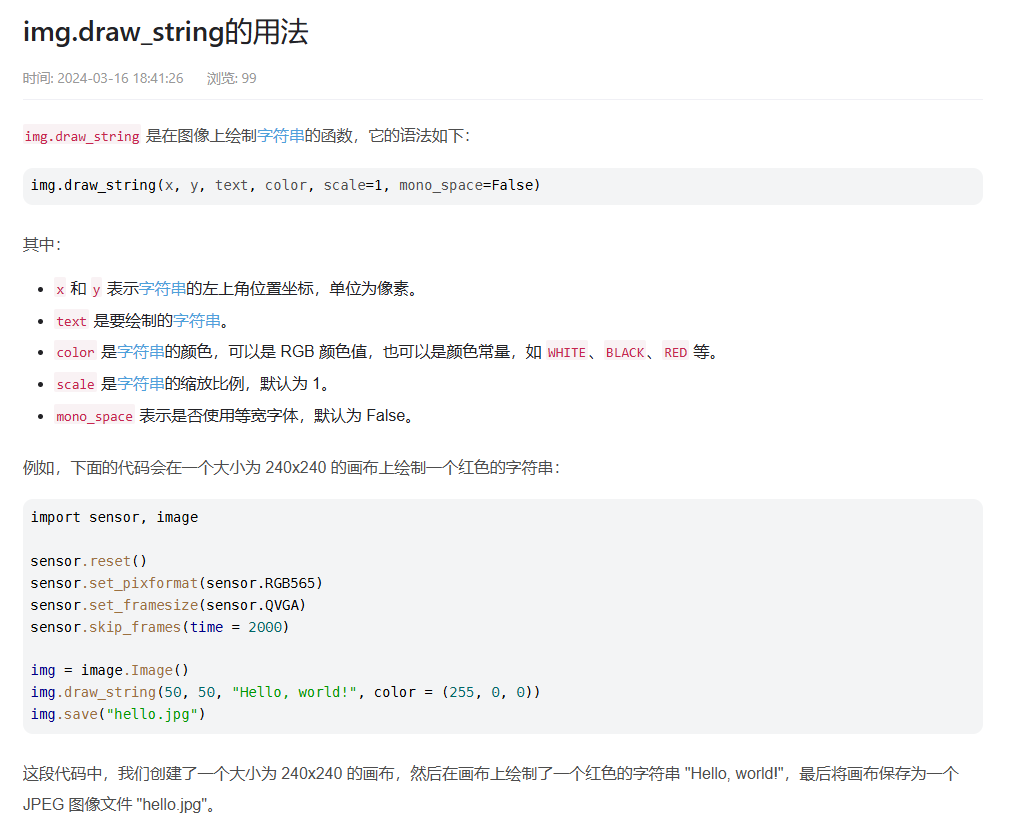 img.draw_string的用法
时间: 2024-03-16 18:41:26 浏览: 99
img.draw_string 是在图像上绘制字符串的函数，它的语法如下：
img.draw_string(x, y, text, color, scale=1, mono_space=False)
其中：
x 和 y 表示字符串的左上角位置坐标，单位为像素。
text 是要绘制的字符串。
color 是字符串的颜色，可以是 RGB 颜色值，也可以是颜色常量，如 WHITE、BLACK、RED 等。
scale 是字符串的缩放比例，默认为 1。
mono_space 表示是否使用等宽字体，默认为 False。
例如，下面的代码会在一个大小为 240x240 的画布上绘制一个红色的字符串：
import sensor, image
sensor.reset()
sensor.set_pixformat(sensor.RGB565)
sensor.set_framesize(sensor.QVGA)
sensor.skip_frames(time = 2000)
img = image.Image()
img.draw_string(50, 50, "Hello, world!", color = (255, 0, 0))
img.save("hello.jpg")
这段代码中，我们创建了一个大小为 240x240 的画布，然后在画布上绘制了一个红色的字符串 "Hello, world!"，最后将画布保存为一个
JPEG 图像文件 "hello.jpg"。